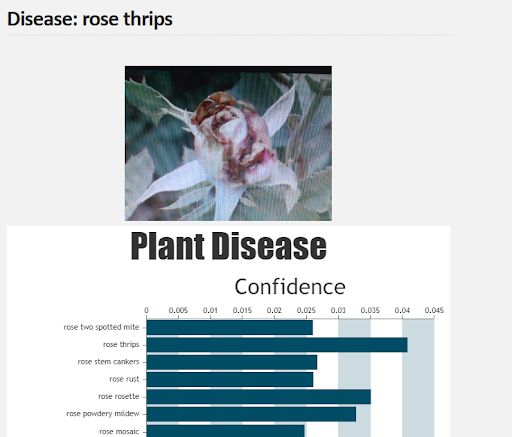 Disease: rose thrips
Plant Disease
Confidence
0 0.005 0.01 0.015 0.02 0.025 0.03 0.035 0.04 0.045
rose two spotted mite
rose thrips
rose stem cankers
rose rust
rose rosette
rose powdery mildew
rose mosaic